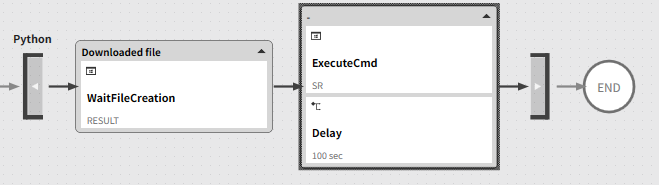 Python
Downloaded file
WaitFileCreation
RESULT
-
ExecuteCmd
SR
Delay
100 sec
END